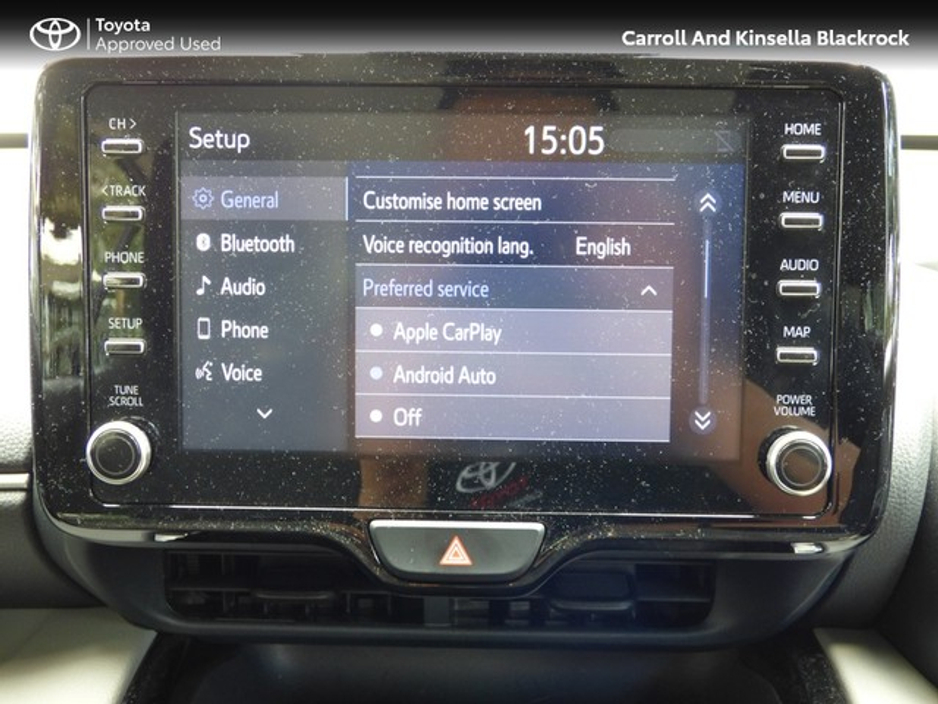 Toyota
Approved Used
Carroll And Kinsella Blackrock
CH >
<TRACK
PHONE
SETUP
TUNE
SCROLL
Setup
15:05
General
Bluetooth
Audio
Phone
Voice
Customise home screen
Voice recognition lang. English
Preferred service
Apple CarPlay
Android Auto
Off
HOME
MENU
AUDIO
MAP
POWER
VOLUME